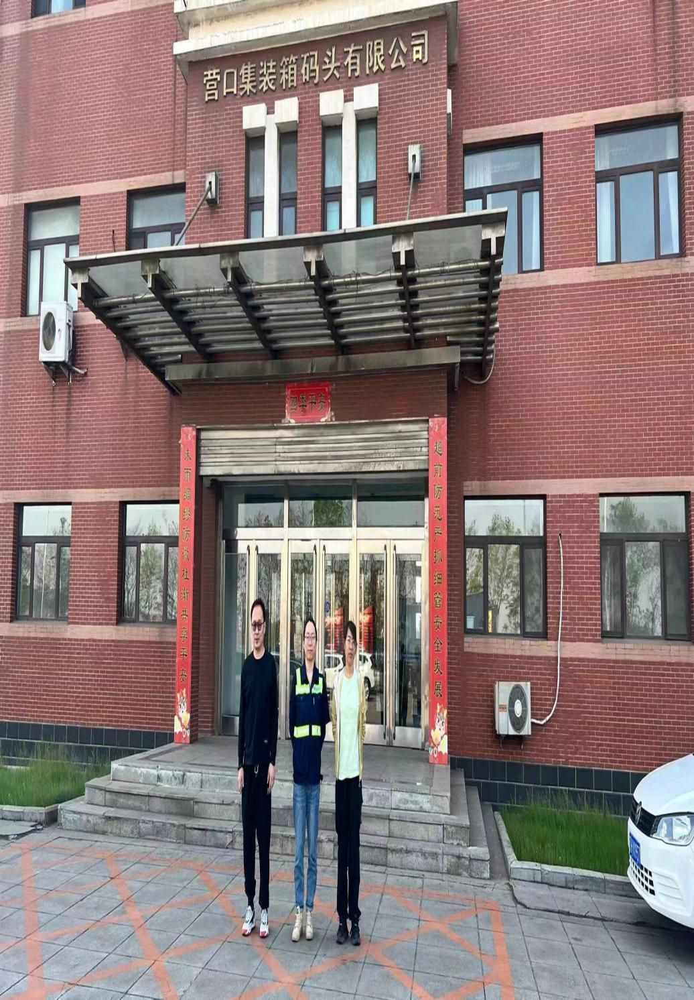 营口集装箱码头有限公司
四季平安
未雨绸缪防微杜渐共享平安
超前防范严抓细管安全发展